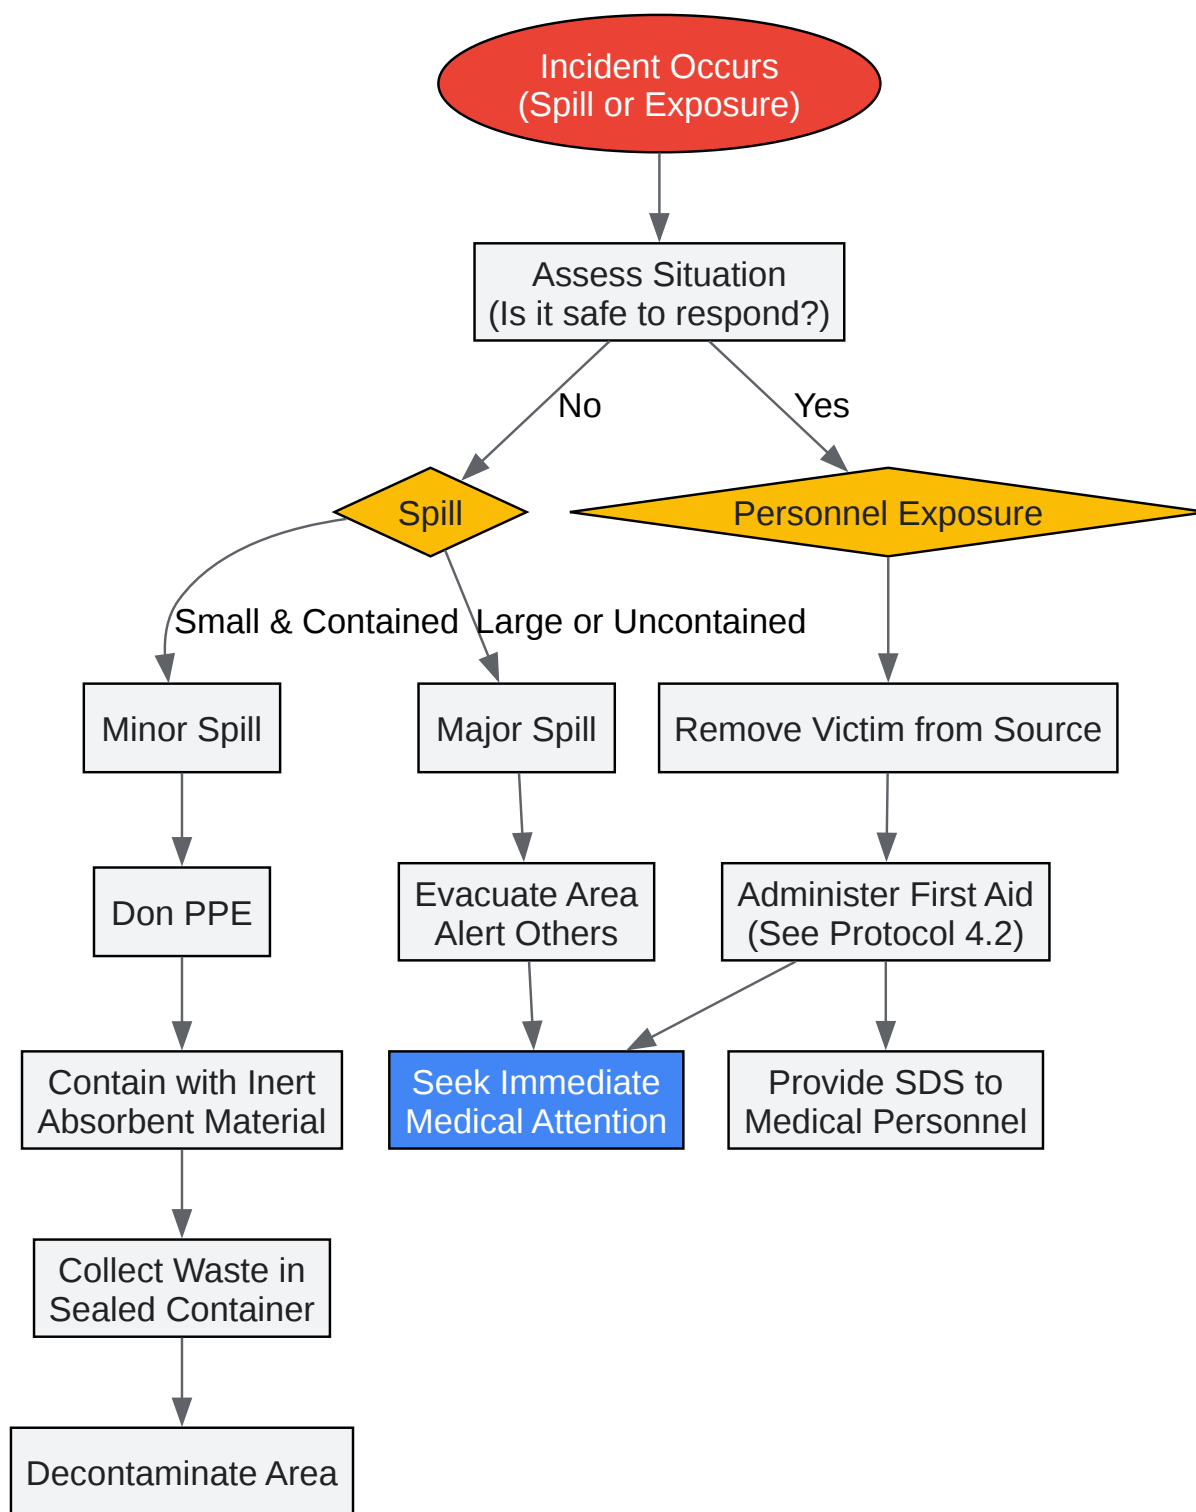 Incident Occurs
(Spill or Exposure)
Assess Situation
(Is it safe to respond?)
No
Yes
Spill
Personnel Exposure
Small & Contained
Large or Uncontained
Minor Spill
Major Spill
Remove Victim from Source
Don PPE
Evacuate Area
Alert Others
Administer First Aid
(See Protocol 4.2)
Contain with Inert
Absorbent Material
Seek Immediate
Medical Attention
Provide SDS to
Medical Personnel
Collect Waste in
Sealed Container
Decontaminate Area